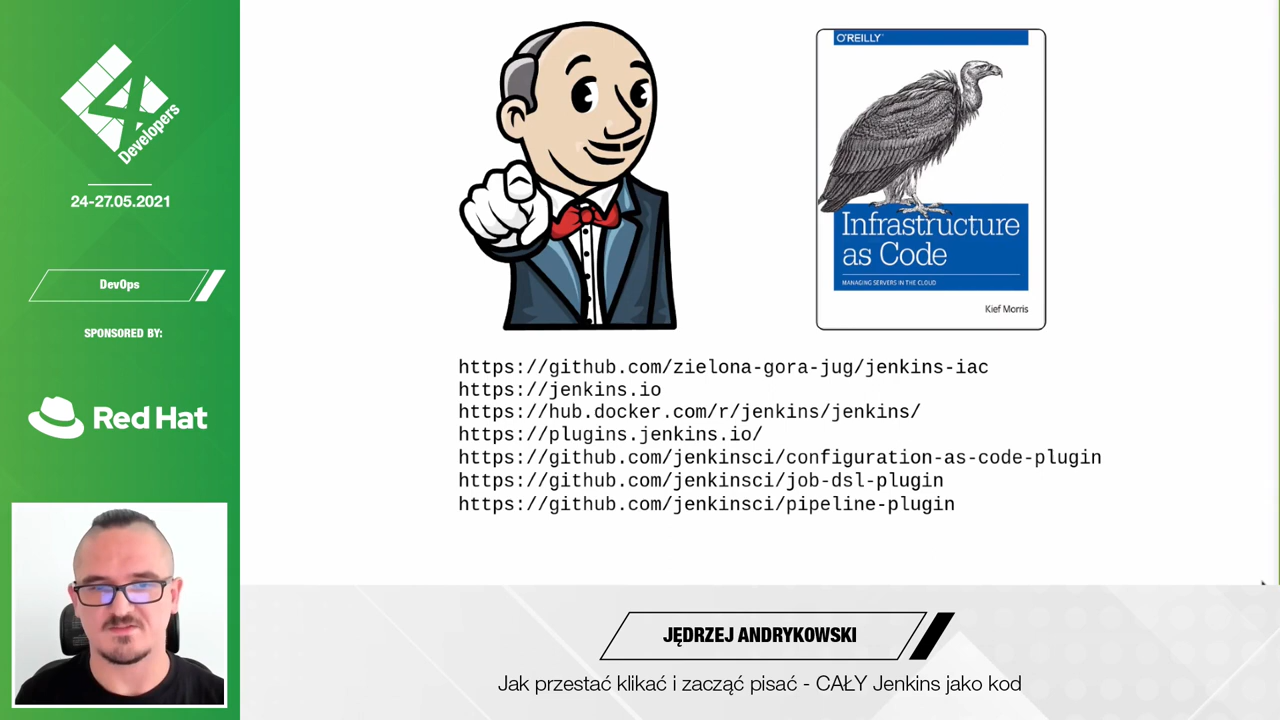 4
Developers
24-27.05.2021
DevOps
SPONSORED BY:
Red Hat
O'REILLY
Infrastructure
as Code
MANAGING SERVERS IN THE CLOUD
Kief Morris
https://github.com/zielona-gora-jug/jenkins-iac
https://jenkins.io
https://hub.docker.com/r/jenkins/jenkins/
https://plugins.jenkins.io/
https://github.com/jenkinsci/configuration-as-code-plugin
https://github.com/jenkinsci/job-dsl-plugin
https://github.com/jenkinsci/pipeline-plugin
JĘDRZEJ ANDRYKOWSKI
Jak przestać klikać i zacząć pisać - CAŁY Jenkins jako kod